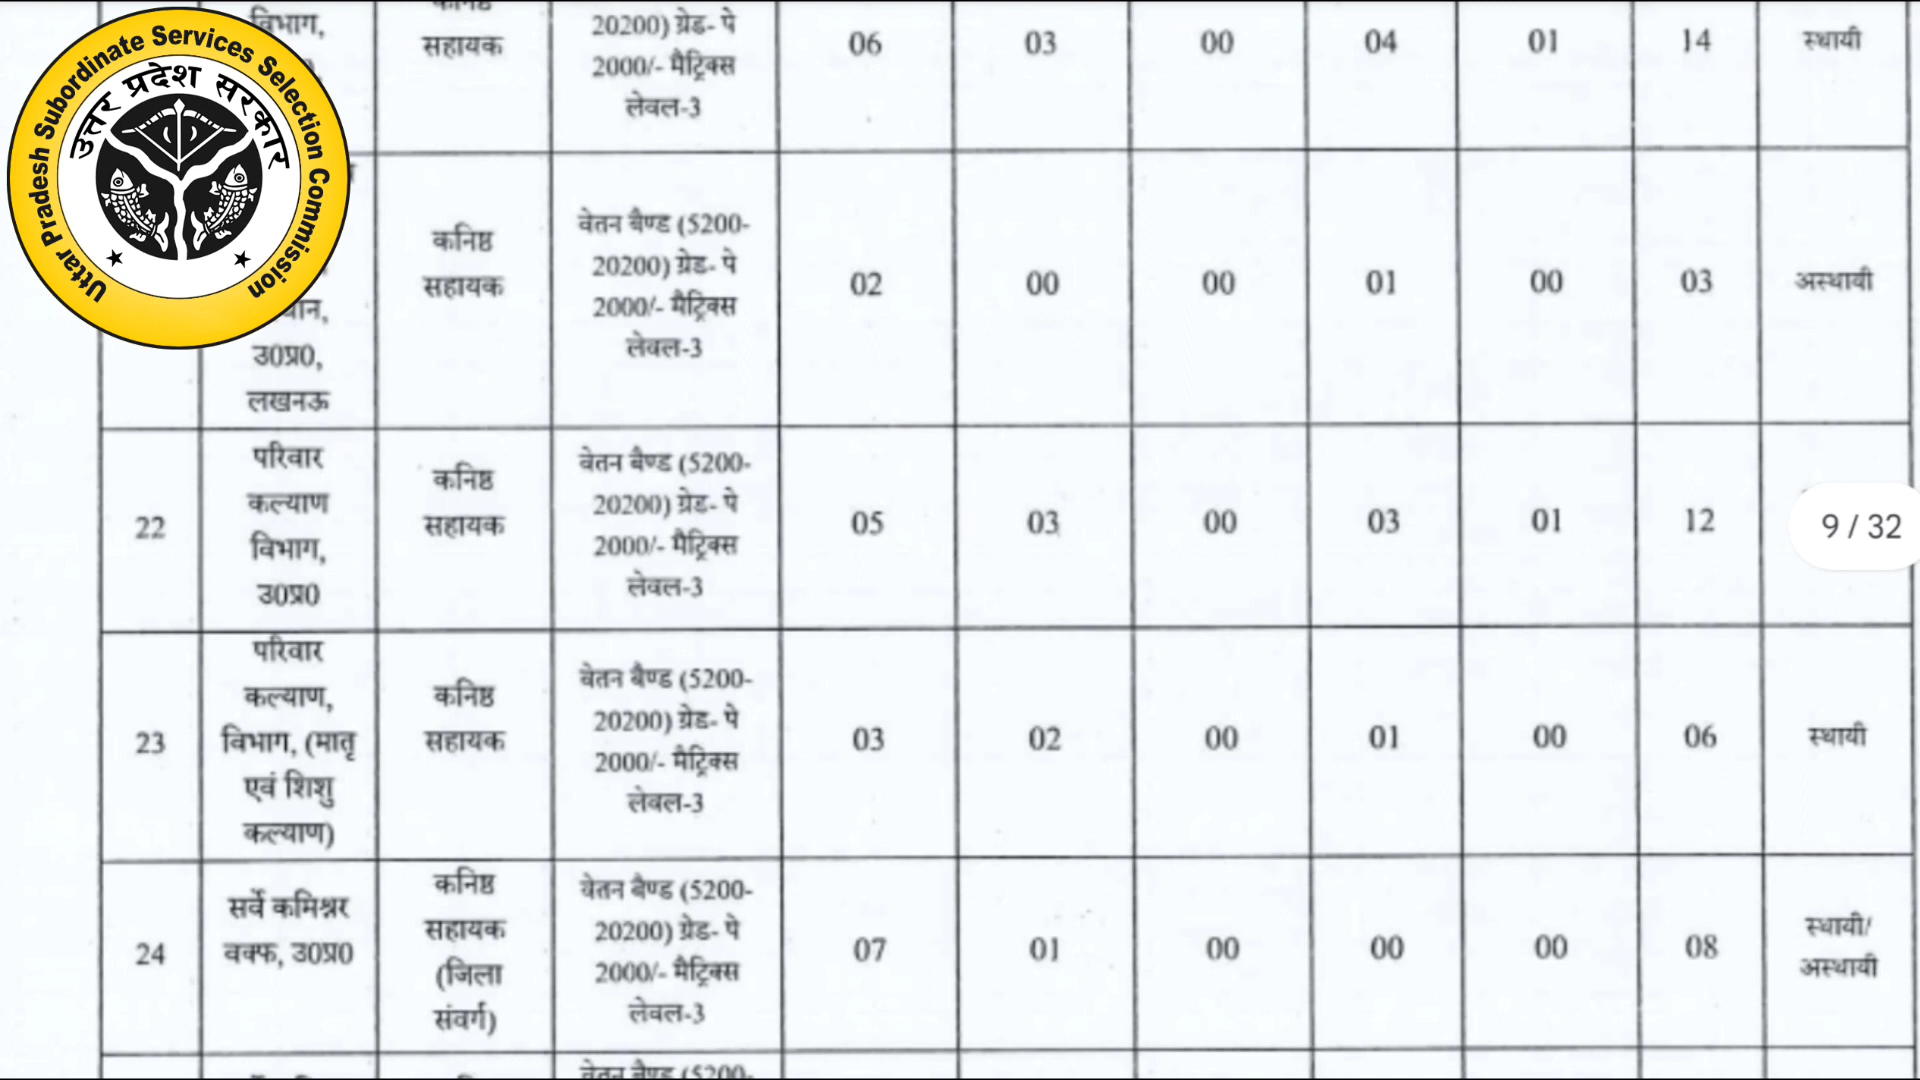 Uttar Pradesh Subordinate Services Selection Commission
उत्तर प्रदेश सरकार
विभाग,
सहायक
20200) ग्रेड- पे
2000/- मैट्रिक्स
लेवल-3
06 03 00 04 01 14 स्थायी
उ0प्र0,
लखनऊ
कनिष्ठ
सहायक
वेतन बैण्ड (5200-
20200) ग्रेड- पे
2000/- मैट्रिक्स
लेवल-3
02 00 00 01 00 03 अस्थायी
22
परिवार
कल्याण
विभाग,
उ0प्र0
कनिष्ठ
सहायक
वेतन बैण्ड (5200-
20200) ग्रेड- पे
2000/- मैट्रिक्स
लेवल-3
05 03 00 03 01 12
9 / 32
23
परिवार
कल्याण,
विभाग, (मातृ
एवं शिशु
कल्याण)
कनिष्ठ
सहायक
वेतन बैण्ड (5200-
20200) ग्रेड- पे
2000/- मैट्रिक्स
लेवल-3
03 02 00 01 00 06 स्थायी
24
सर्वे कमिश्नर
वक्फ, उ0प्र0
कनिष्ठ
सहायक
(जिला
संवर्ग)
वेतन बैण्ड (5200-
20200) ग्रेड- पे
2000/- मैट्रिक्स
लेवल-3
07 01 00 00 00 08
स्थायी/
अस्थायी
वेतन बैण्ड (5200-